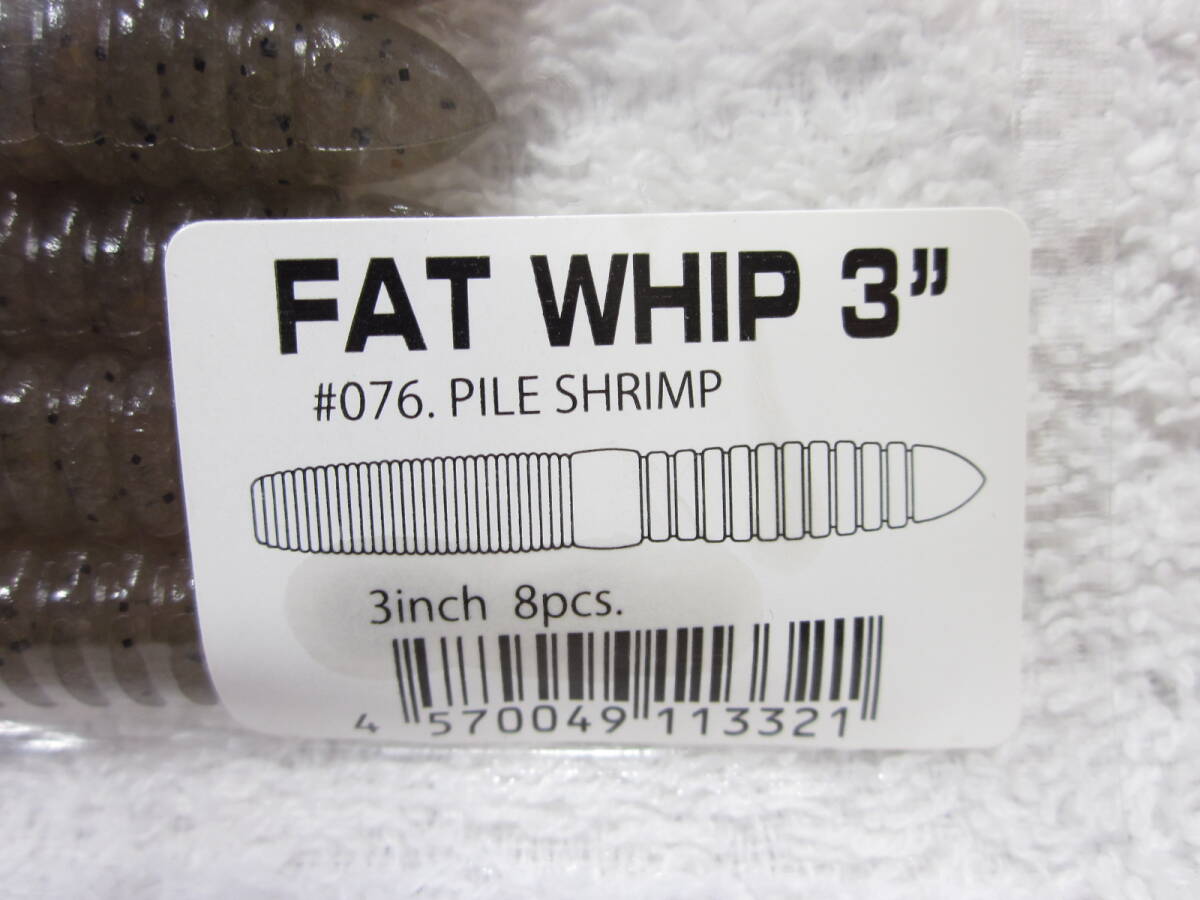 FAT WHIP 3”
#076. PILE SHRIMP
3inch 8pcs.
4 570049 113321